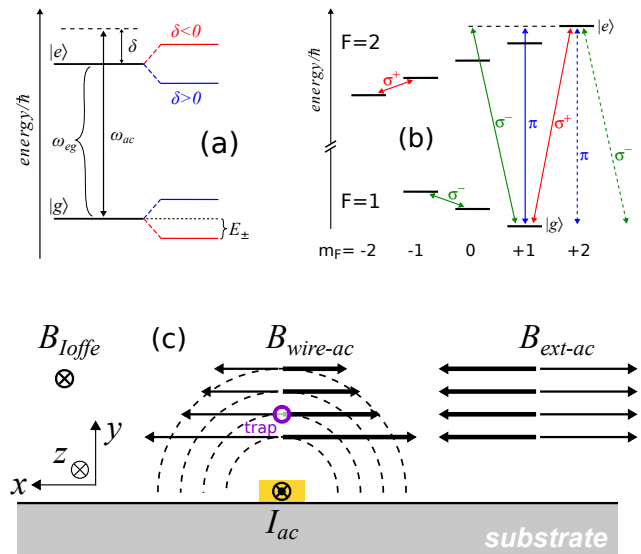 energy/ħ
δ<0
|e⟩
δ
δ>0
ω_eg
ω_ac
(a)
|g⟩
E_±
energy/ħ
F=2
|e⟩
σ⁺
(b)
σ⁻
π
σ⁺
π
σ⁻
F=1
σ⁻
|g⟩
m_F= -2 -1 0 +1 +2
(c)
B_Ioffe
B_wire-ac
B_ext-ac
y
trap
z
x
I_ac
substrate